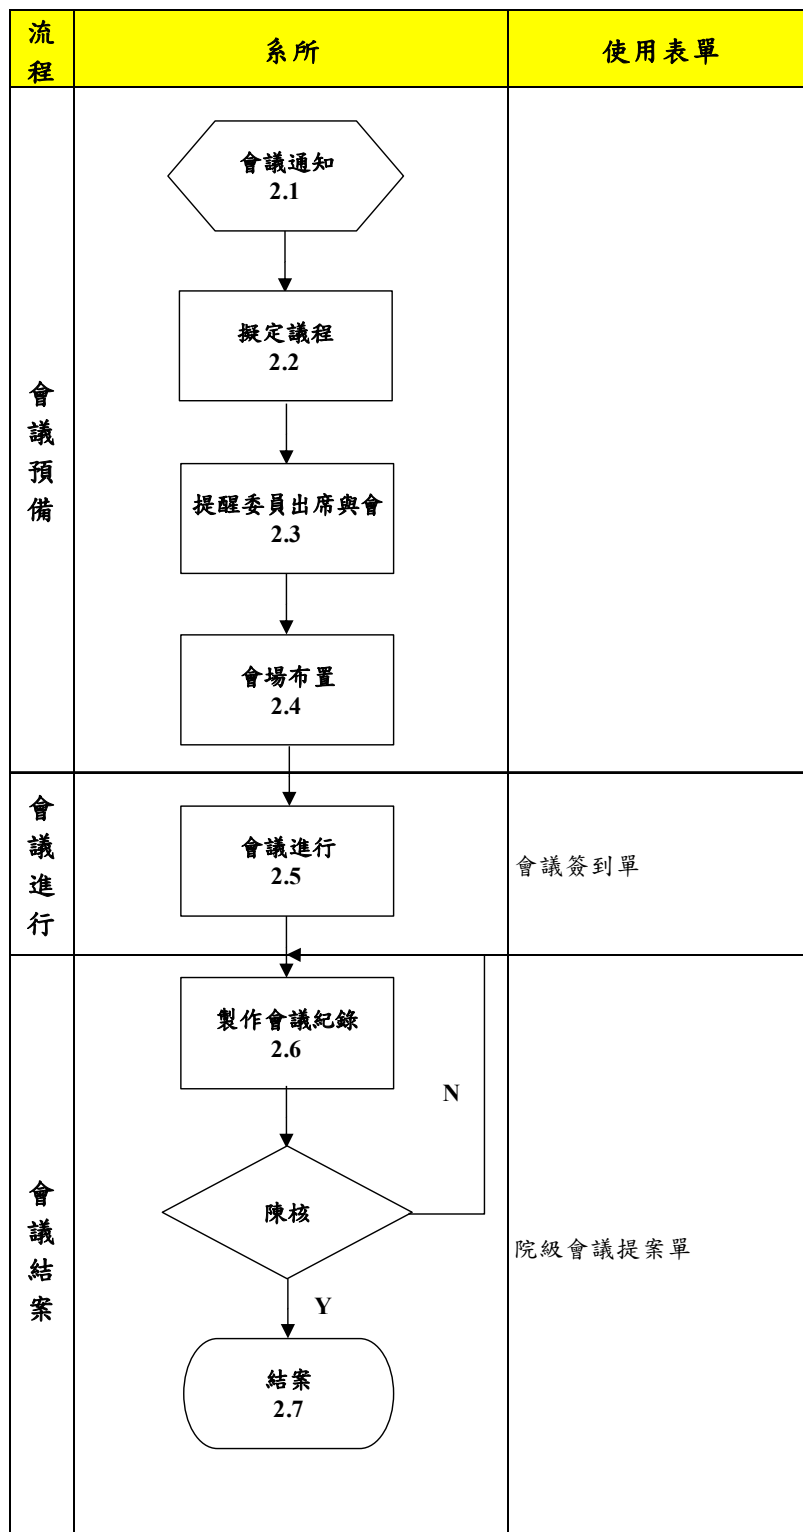 流
程
系所
使用表單
會
議
預
備
會議通知
2.1
擬定議程
2.2
提醒委員出席與會
2.3
會場布置
2.4
會
議
進
行
會議進行
2.5
會議簽到單
會
議
結
案
製作會議紀錄
2.6
N
陳核
Y
結案
2.7
院級會議提案單